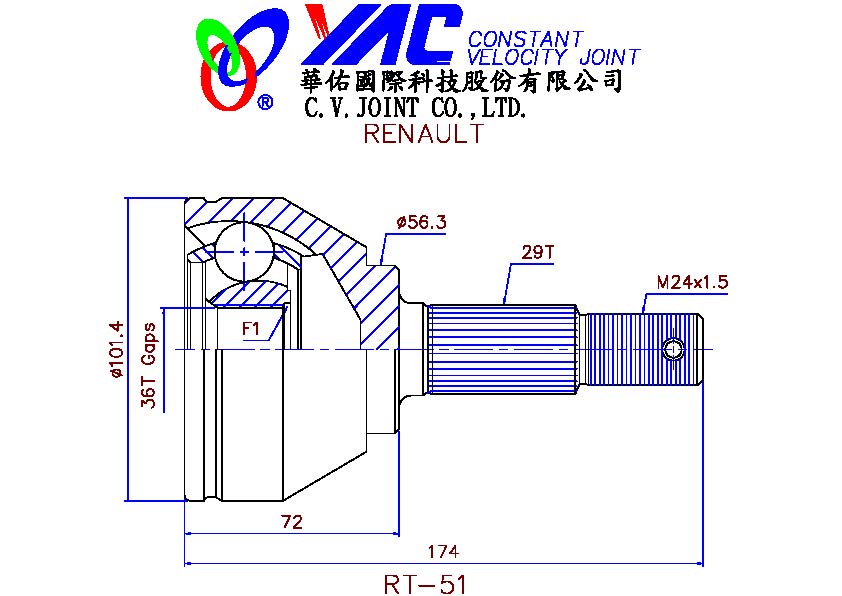 YAC CONSTANT
VELOCITY JOINT
®
華佑國際科技股份有限公司
C.V.JOINT CO.,LTD.
RENAULT
ø56.3
29T
M24x1.5
F1
ø101.4
36T Gaps
72
174
RT-51